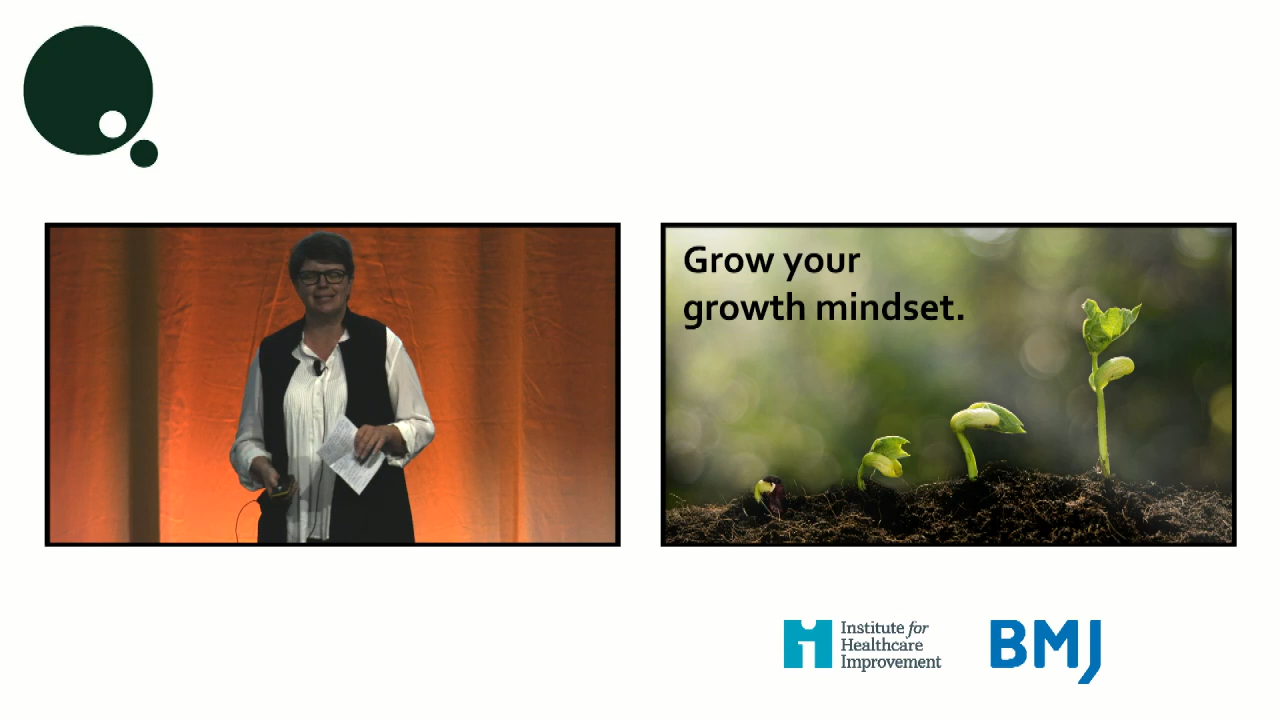 Grow your
growth mindset.
Institute for
Healthcare
Improvement
BMJ